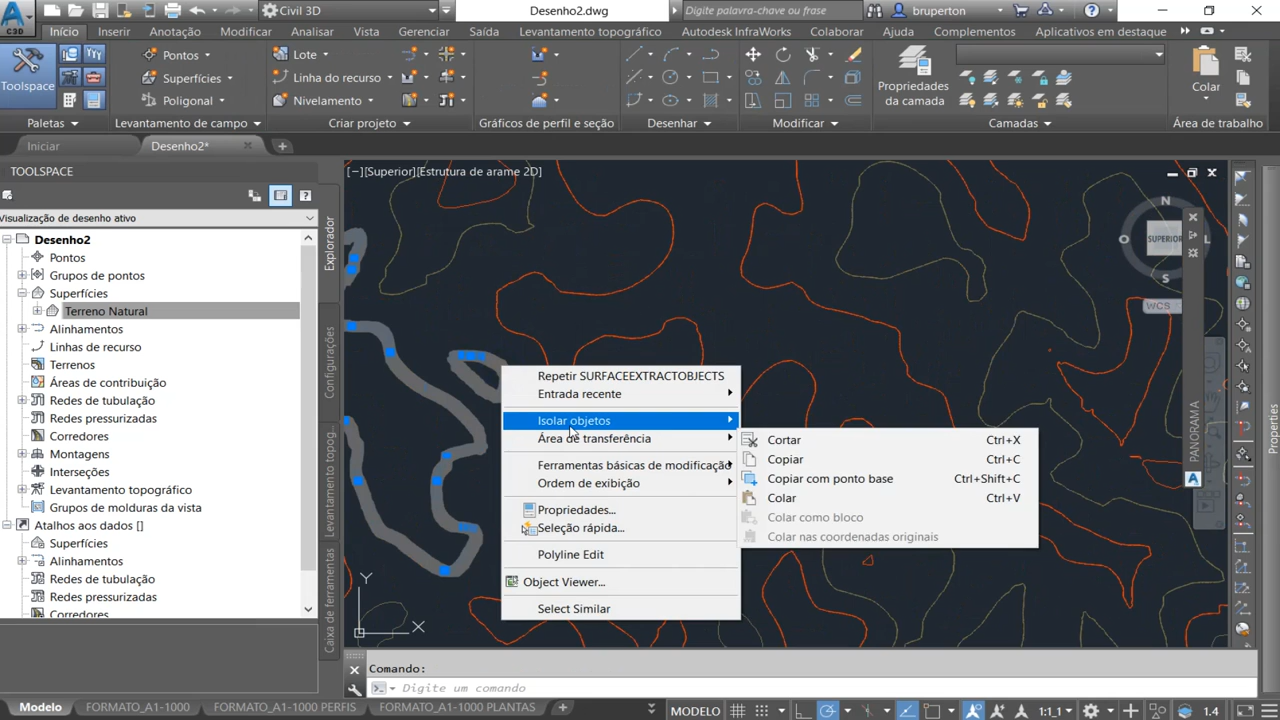 C3D
Civil 3D
Desenho2.dwg
Digite palavra-chave ou frase
bruperton
Início
Inserir
Anotação
Modificar
Analisar
Vista
Gerenciar
Saída
Levantamento topográfico
Autodesk InfraWorks
Colaborar
Ajuda
Complementos
Aplicativos em destaque
Toolspace
Pontos
Superfícies
Poligonal
Lote
Linha do recurso
Nivelamento
Propriedades
da camada
Colar
Paletas
Levantamento de campo
Criar projeto
Gráficos de perfil e seção
Desenhar
Modificar
Camadas
Área de trabalho
Iniciar
Desenho2*
TOOLSPACE
Visualização de desenho ativo
Desenho2
Pontos
Grupos de pontos
Superfícies
Terreno Natural
Alinhamentos
Linhas de recurso
Terrenos
Áreas de contribuição
Redes de tubulação
Redes pressurizadas
Corredores
Montagens
Interseções
Levantamento topográfico
Grupos de molduras da vista
Atalhos aos dados []
Superfícies
Alinhamentos
Redes de tubulação
Redes pressurizadas
Corredores
Explorador
Configurações
Levantamento topog...
Caixa de ferramentas
[−][Superior][Estrutura de arame 2D]
N
SUPERIOR
O
L
S
WCS
PANORAMA
Propriedades
Repetir SURFACEEXTRACTOBJECTS
Entrada recente
Isolar objetos
Área de transferência
Ferramentas básicas de modificação
Ordem de exibição
Propriedades...
Seleção rápida...
Polyline Edit
Object Viewer...
Select Similar
Cortar Ctrl+X
Copiar Ctrl+C
Copiar com ponto base Ctrl+Shift+C
Colar Ctrl+V
Colar como bloco
Colar nas coordenadas originais
Y
X
Comando:
Digite um comando
Modelo
FORMATO_A1-1000
FORMATO_A1-1000 PERFIS
FORMATO_A1-1000 PLANTAS
MODELO
1:1_1
1.4